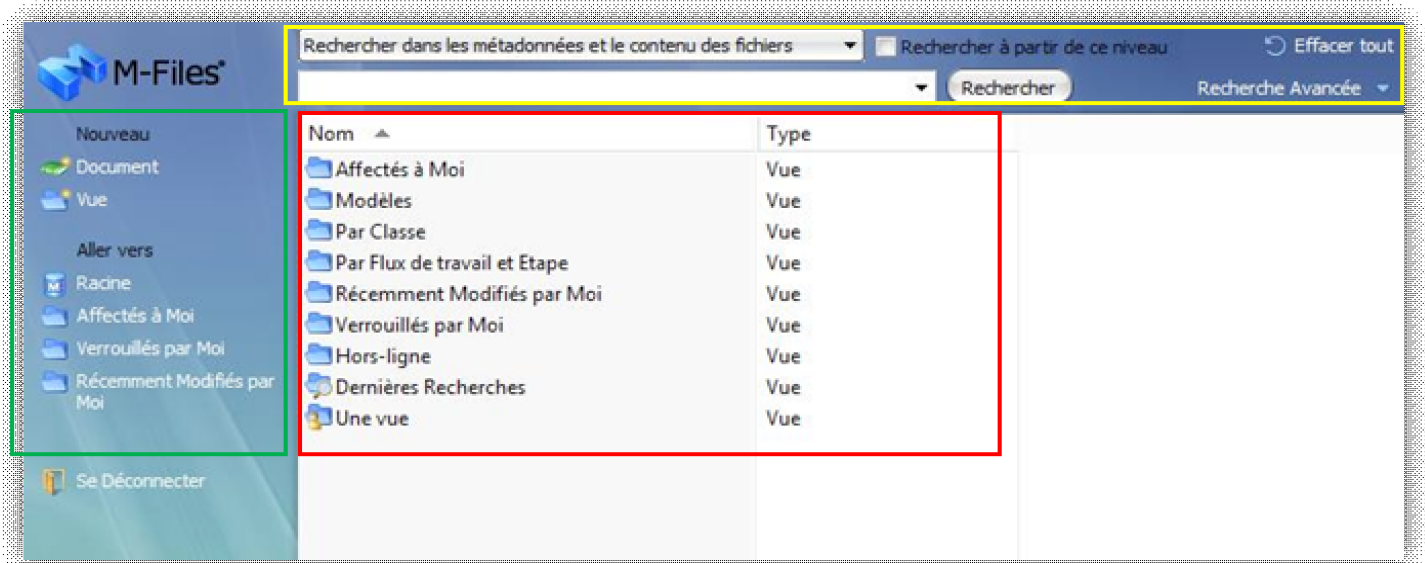 M-Files®
Rechercher dans les métadonnées et le contenu des fichiers
Rechercher à partir de ce niveau
Effacer tout
Rechercher
Recherche Avancée
Nouveau
Document
Vue
Aller vers
Racine
Affectés à Moi
Verrouillés par Moi
Récemment Modifiés par
Moi
Se Déconnecter
Nom Type
Affectés à Moi Vue
Modèles Vue
Par Classe Vue
Par Flux de travail et Etape Vue
Récemment Modifiés par Moi Vue
Verrouillés par Moi Vue
Hors-ligne Vue
Dernières Recherches Vue
Une vue Vue